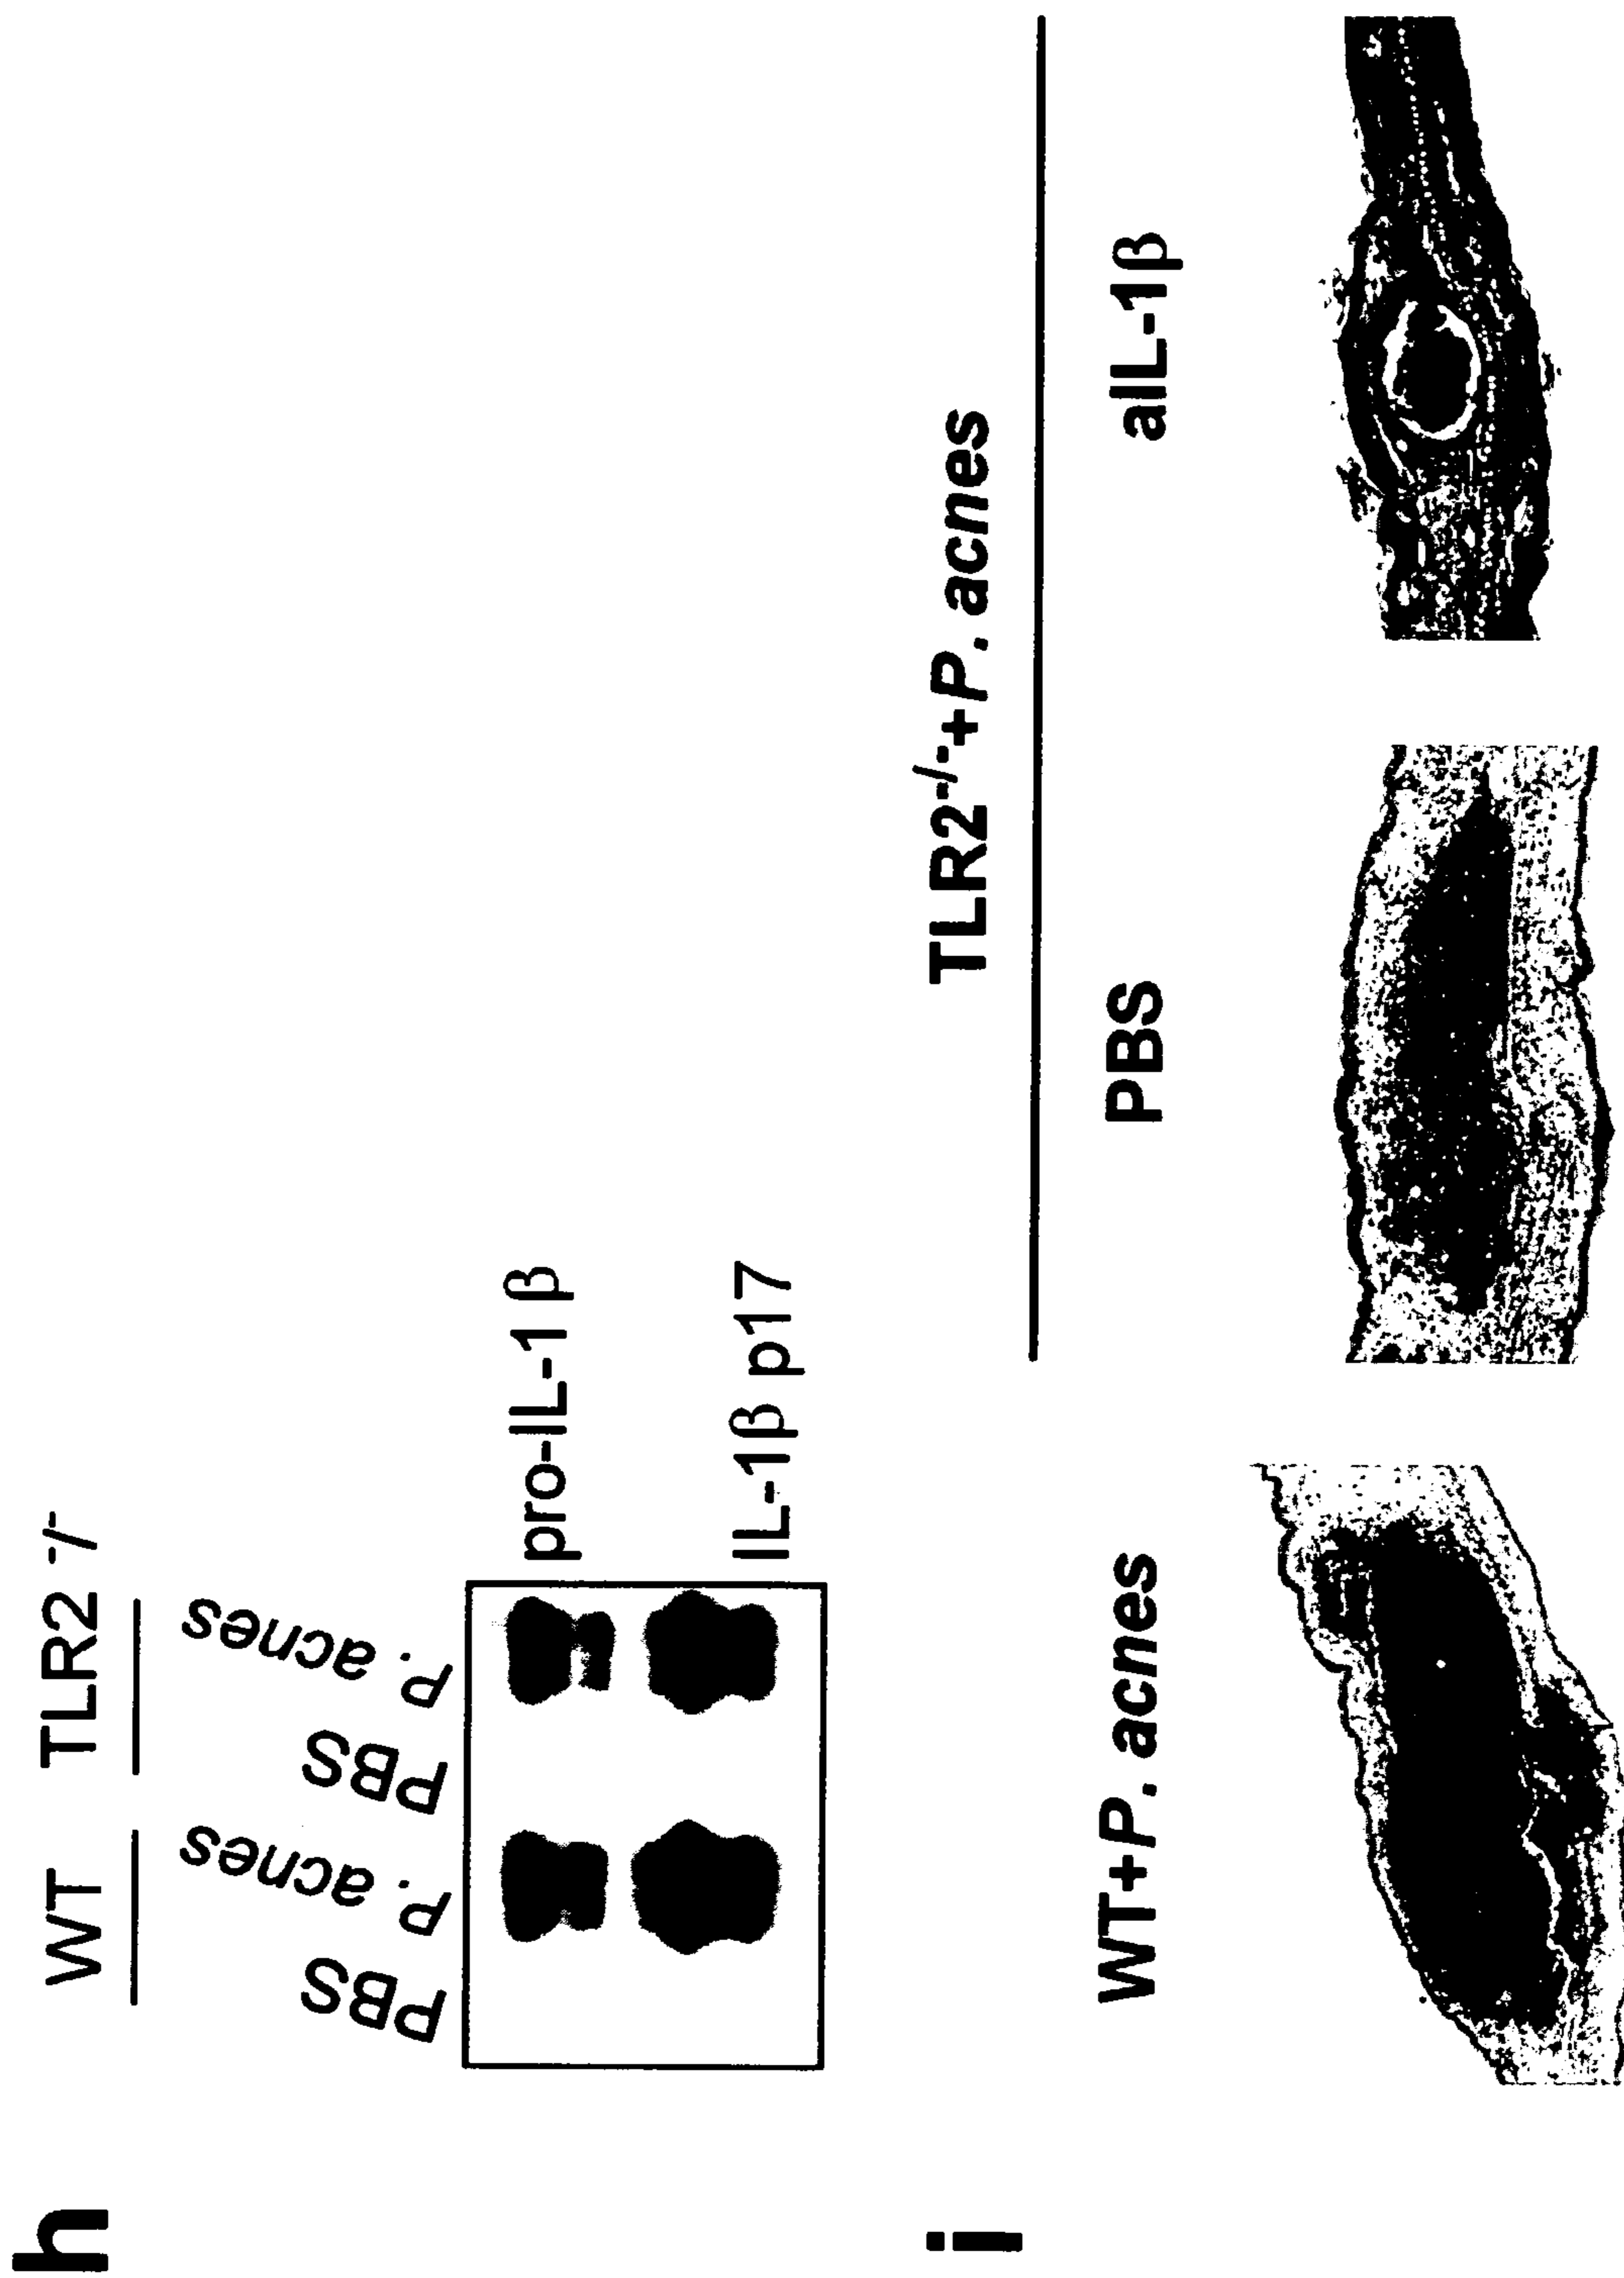 h
WT TLR2 -/-
PBS P. acnes PBS P. acnes
pro-IL-1 β
IL-1β p17
i
TLR2-/-+P. acnes
WT+P. acnes PBS aIL-1β